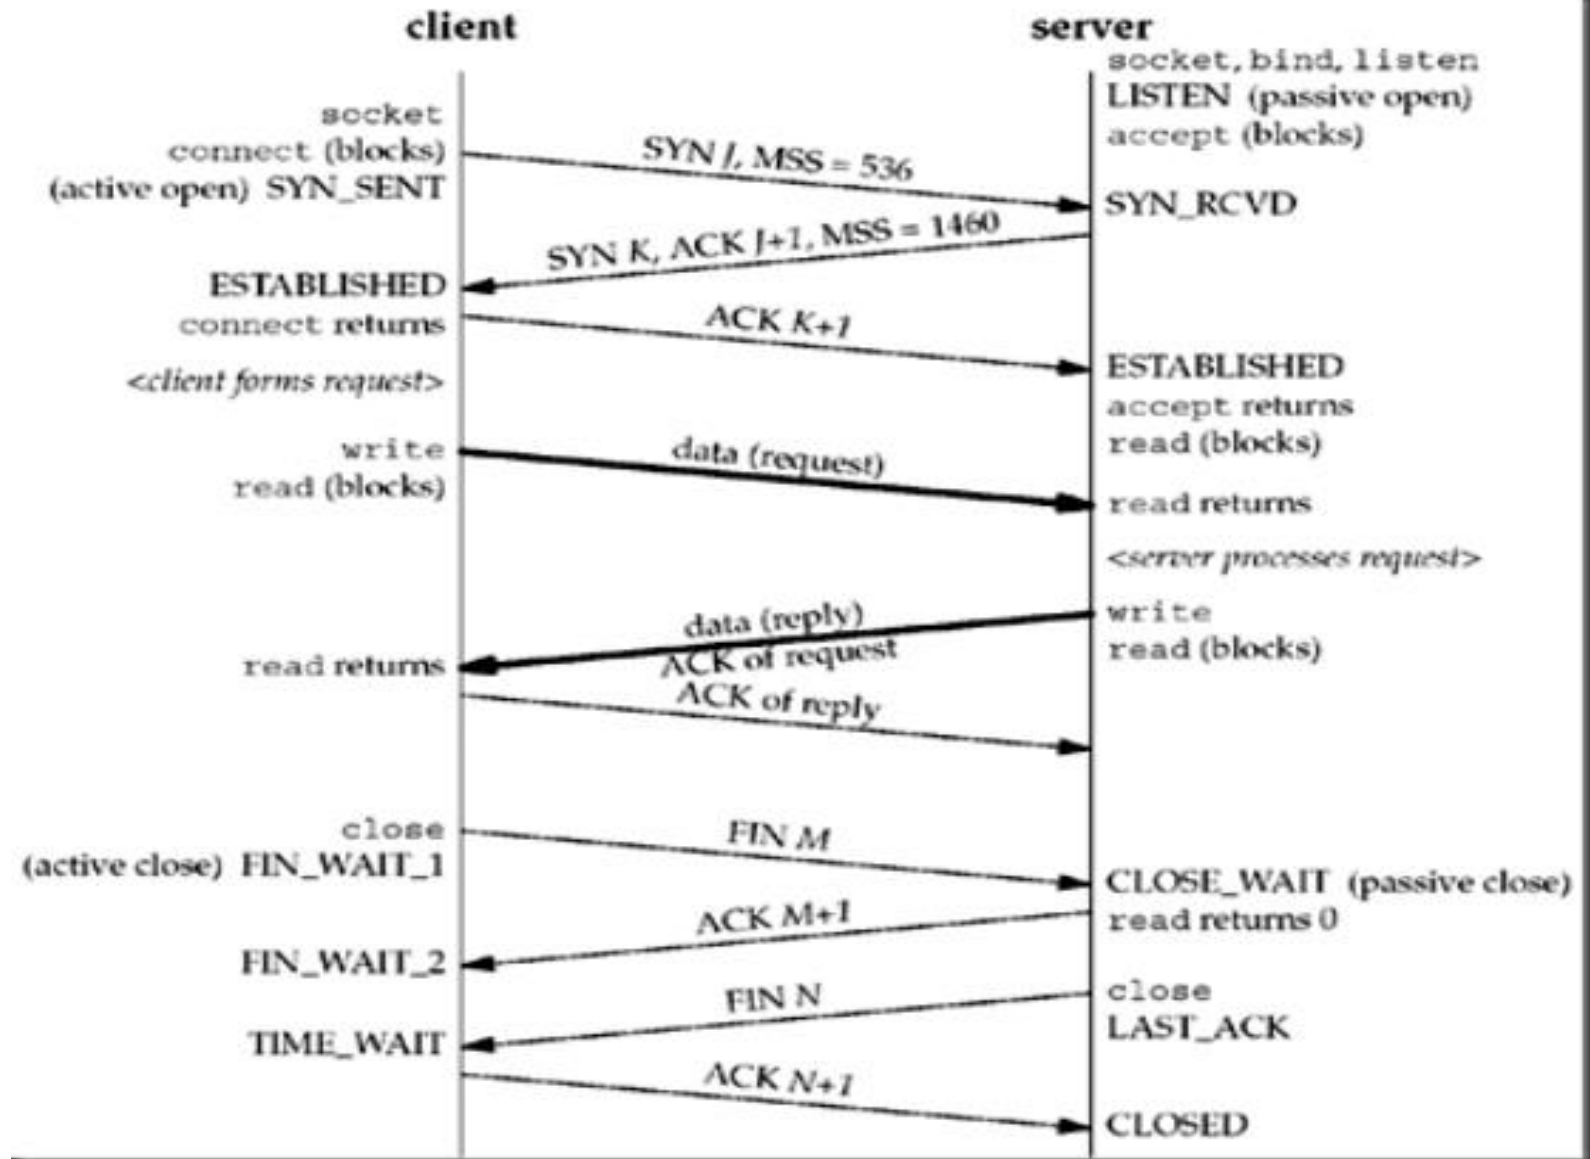 client
server
socket, bind, listen
LISTEN (passive open)
accept (blocks)
socket
connect (blocks)
(active open) SYN_SENT
SYN J, MSS = 536
SYN_RCVD
SYN K, ACK J+1, MSS = 1460
ESTABLISHED
connect returns
ACK K+1
<client forms request>
ESTABLISHED
accept returns
read (blocks)
write
read (blocks)
data (request)
read returns
<server processes request>
write
read (blocks)
data (reply)
ACK of request
read returns
ACK of reply
close
(active close) FIN_WAIT_1
FIN M
CLOSE_WAIT (passive close)
read returns 0
ACK M+1
FIN_WAIT_2
close
LAST_ACK
FIN N
TIME_WAIT
ACK N+1
CLOSED